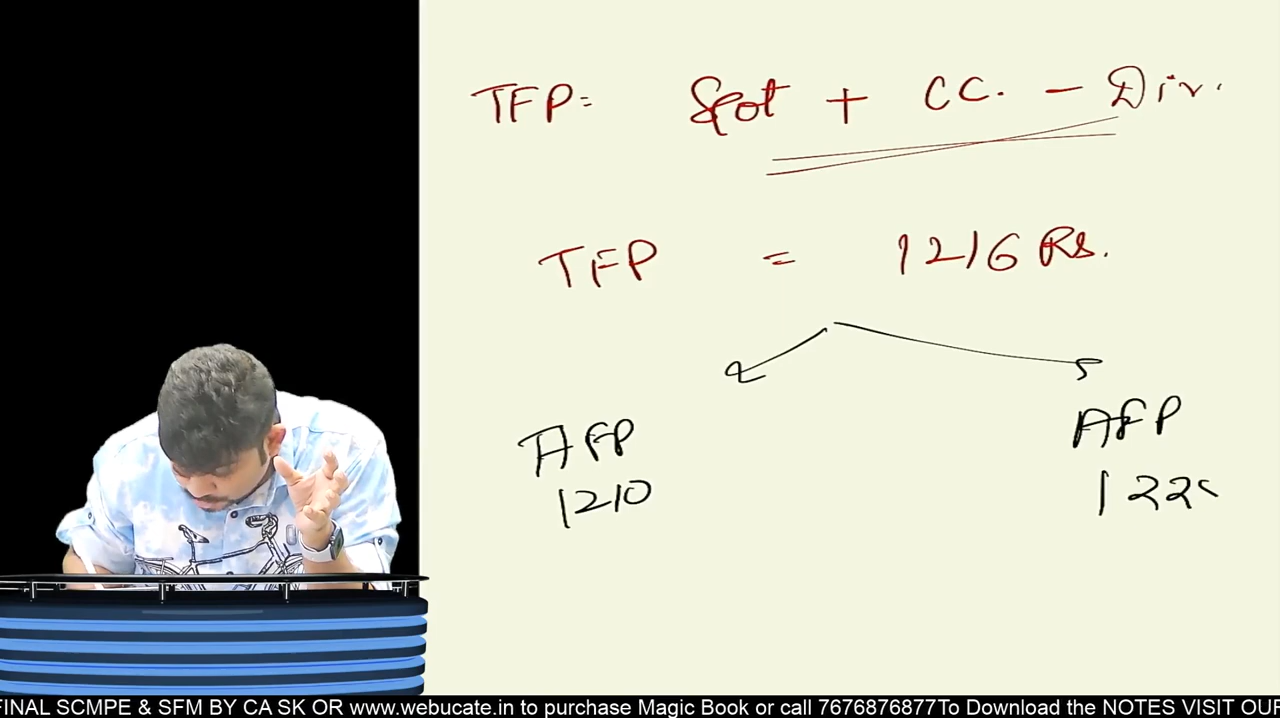 TFP= Spot + CC. - Div.
TFP = 1216 Rs.
AFP AFP
1210 122
FINAL SCMPE & SFM BY CA SK OR www.webucate.in to purchase Magic Book or call 7676876877To Download the NOTES VISIT OUR